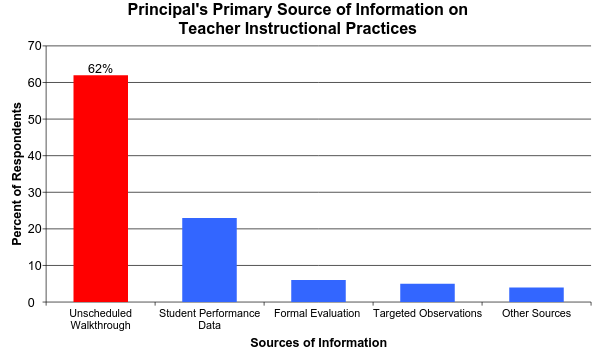 Principal's Primary Source of Information on
Teacher Instructional Practices
70
60
50
40
30
20
10
0
Percent of Respondents
62%
Unscheduled
Walkthrough
Student Performance
Data
Formal Evaluation
Targeted Observations
Other Sources
Sources of Information